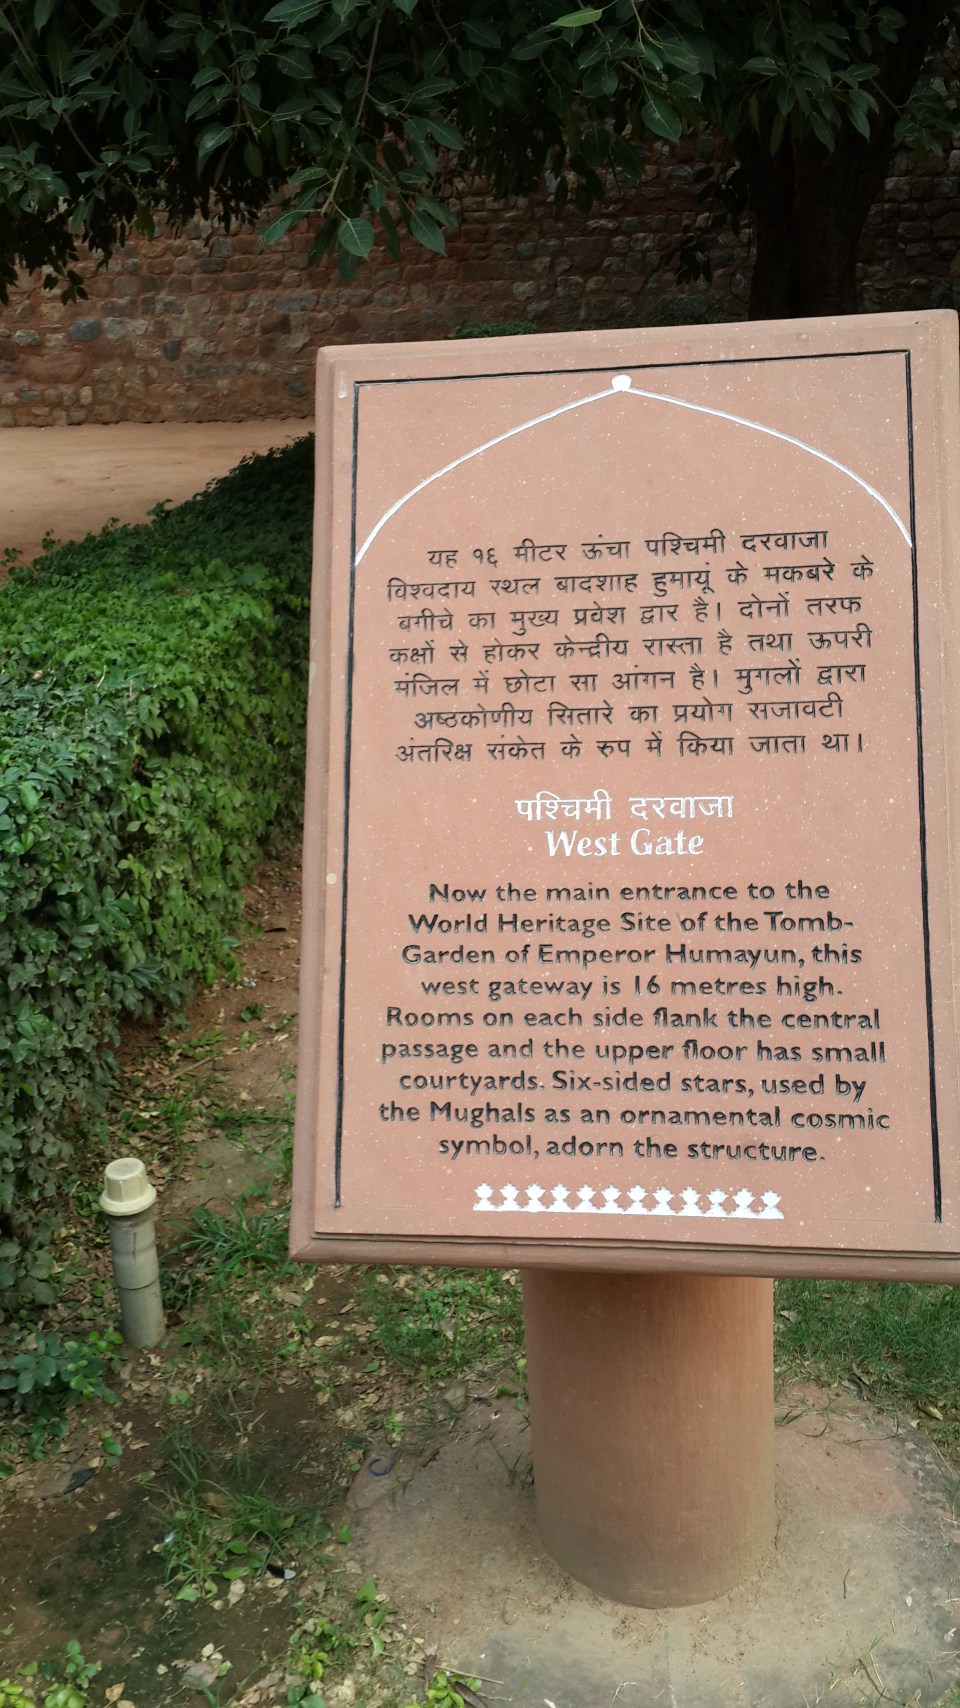 यह १६ मीटर ऊंचा पश्चिमी दरवाजा
विश्वदाय स्थल बादशाह हुमायूं के मकबरे के
बगीचे का मुख्य प्रवेश द्वार है। दोनों तरफ
कक्षों से होकर केन्द्रीय रास्ता है तथा ऊपरी
मंजिल में छोटा सा आंगन है। मुगलों द्वारा
अष्ठकोणीय सितारे का प्रयोग सजावटी
अंतरिक्ष संकेत के रुप में किया जाता था।
पश्चिमी दरवाजा
West Gate
Now the main entrance to the
World Heritage Site of the Tomb-
Garden of Emperor Humayun, this
west gateway is 16 metres high.
Rooms on each side flank the central
passage and the upper floor has small
courtyards. Six-sided stars, used by
the Mughals as an ornamental cosmic
symbol, adorn the structure.